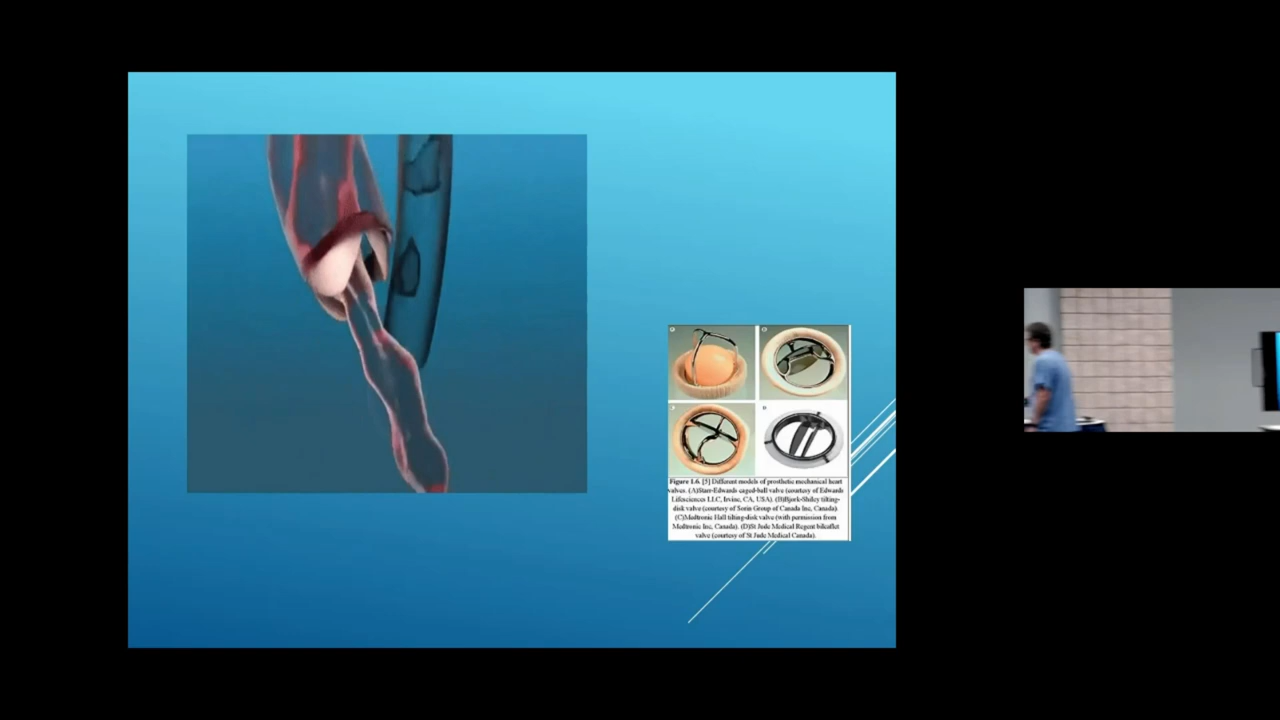 Figure 1.6. [5] Different models of prosthetic mechanical heart
valves. (A)Starr-Edwards caged-ball valve (courtesy of Edwards
Lifesciences LLC, Irvine, CA, USA). (B)Bjork-Shiley tilting-
disk valve (courtesy of Sorin Group of Canada Inc, Canada).
(C)Medtronic Hall tilting-disk valve (with permission from
Medtronic Inc, Canada). (D)St Jude Medical Regent bileaflet
valve (courtesy of St Jude Medical Canada).